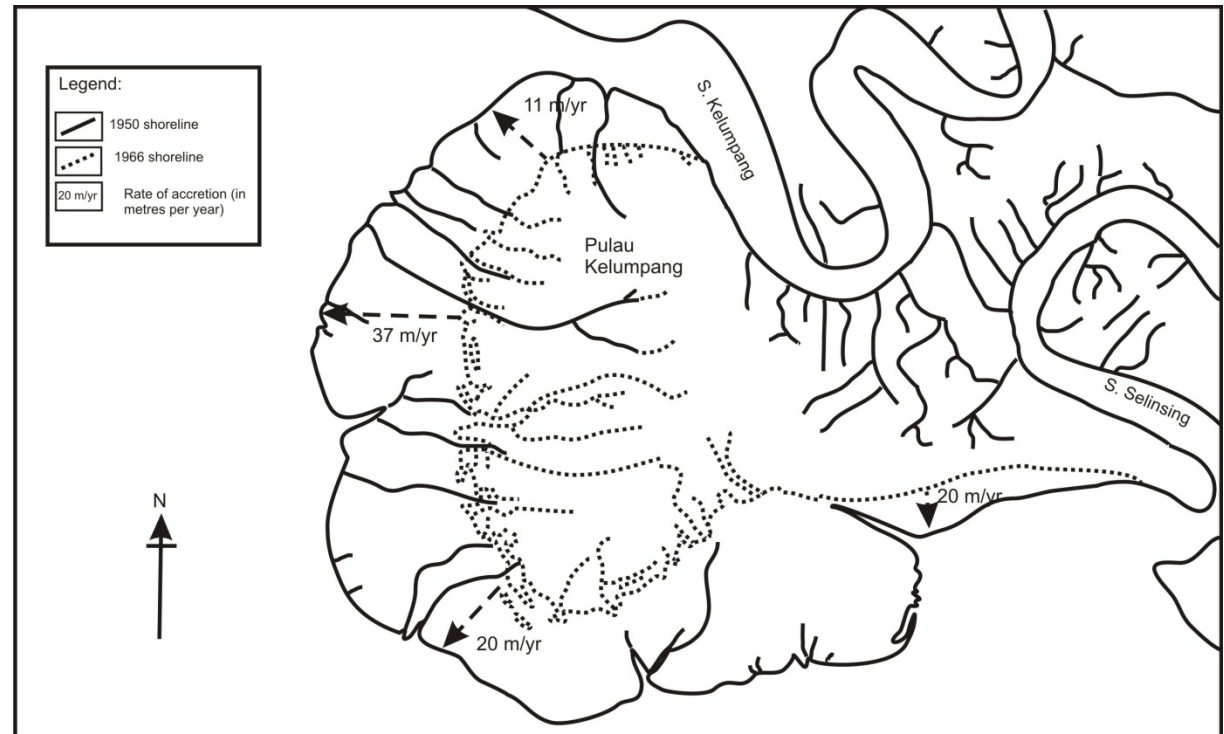 Legend:
1950 shoreline
1966 shoreline
20 m/yr
Rate of accretion (in
metres per year)
11 m/yr
S. Kelumpang
Pulau
Kelumpang
37 m/yr
S. Selinsing
N
20 m/yr
20 m/yr